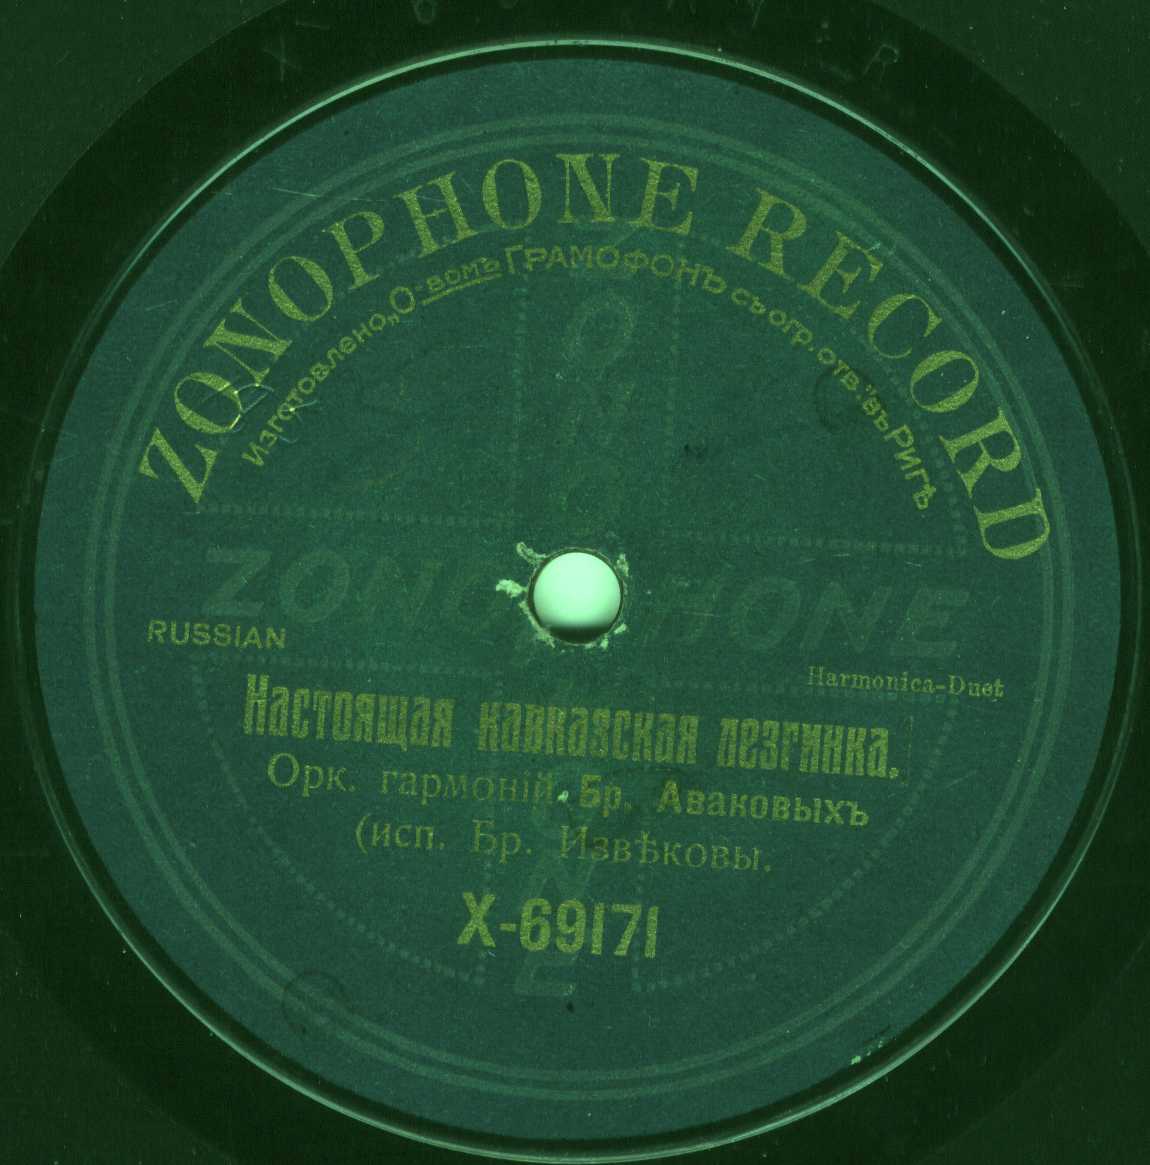 ZONOPHONE RECORD
Изготовлено „О-вомъ ГРАМОФОНЪ съ огр. отв.“ въ Ригѣ
ZONOPHONE
RUSSIAN
Harmonica-Duet
Настоящая кавказская лезгинка.
Орк. гармоній Бр. Аваковыхъ
(исп. Бр. Извѣковы.
X-69171